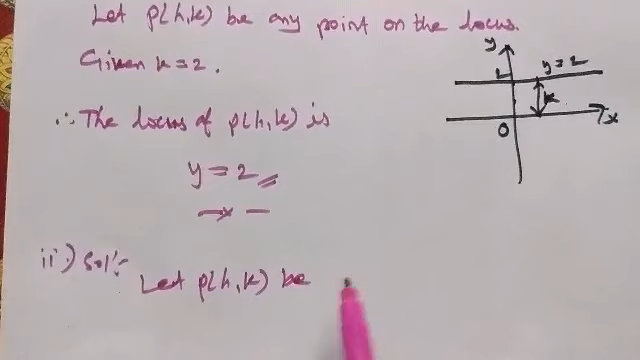 Let P(h,k) be any point on the locus.
Given k=2.
∴ The locus of P(h,k) is
y=2
ii) Sol:-
Let P(h,k) be
y
y=2
2
k
O
x